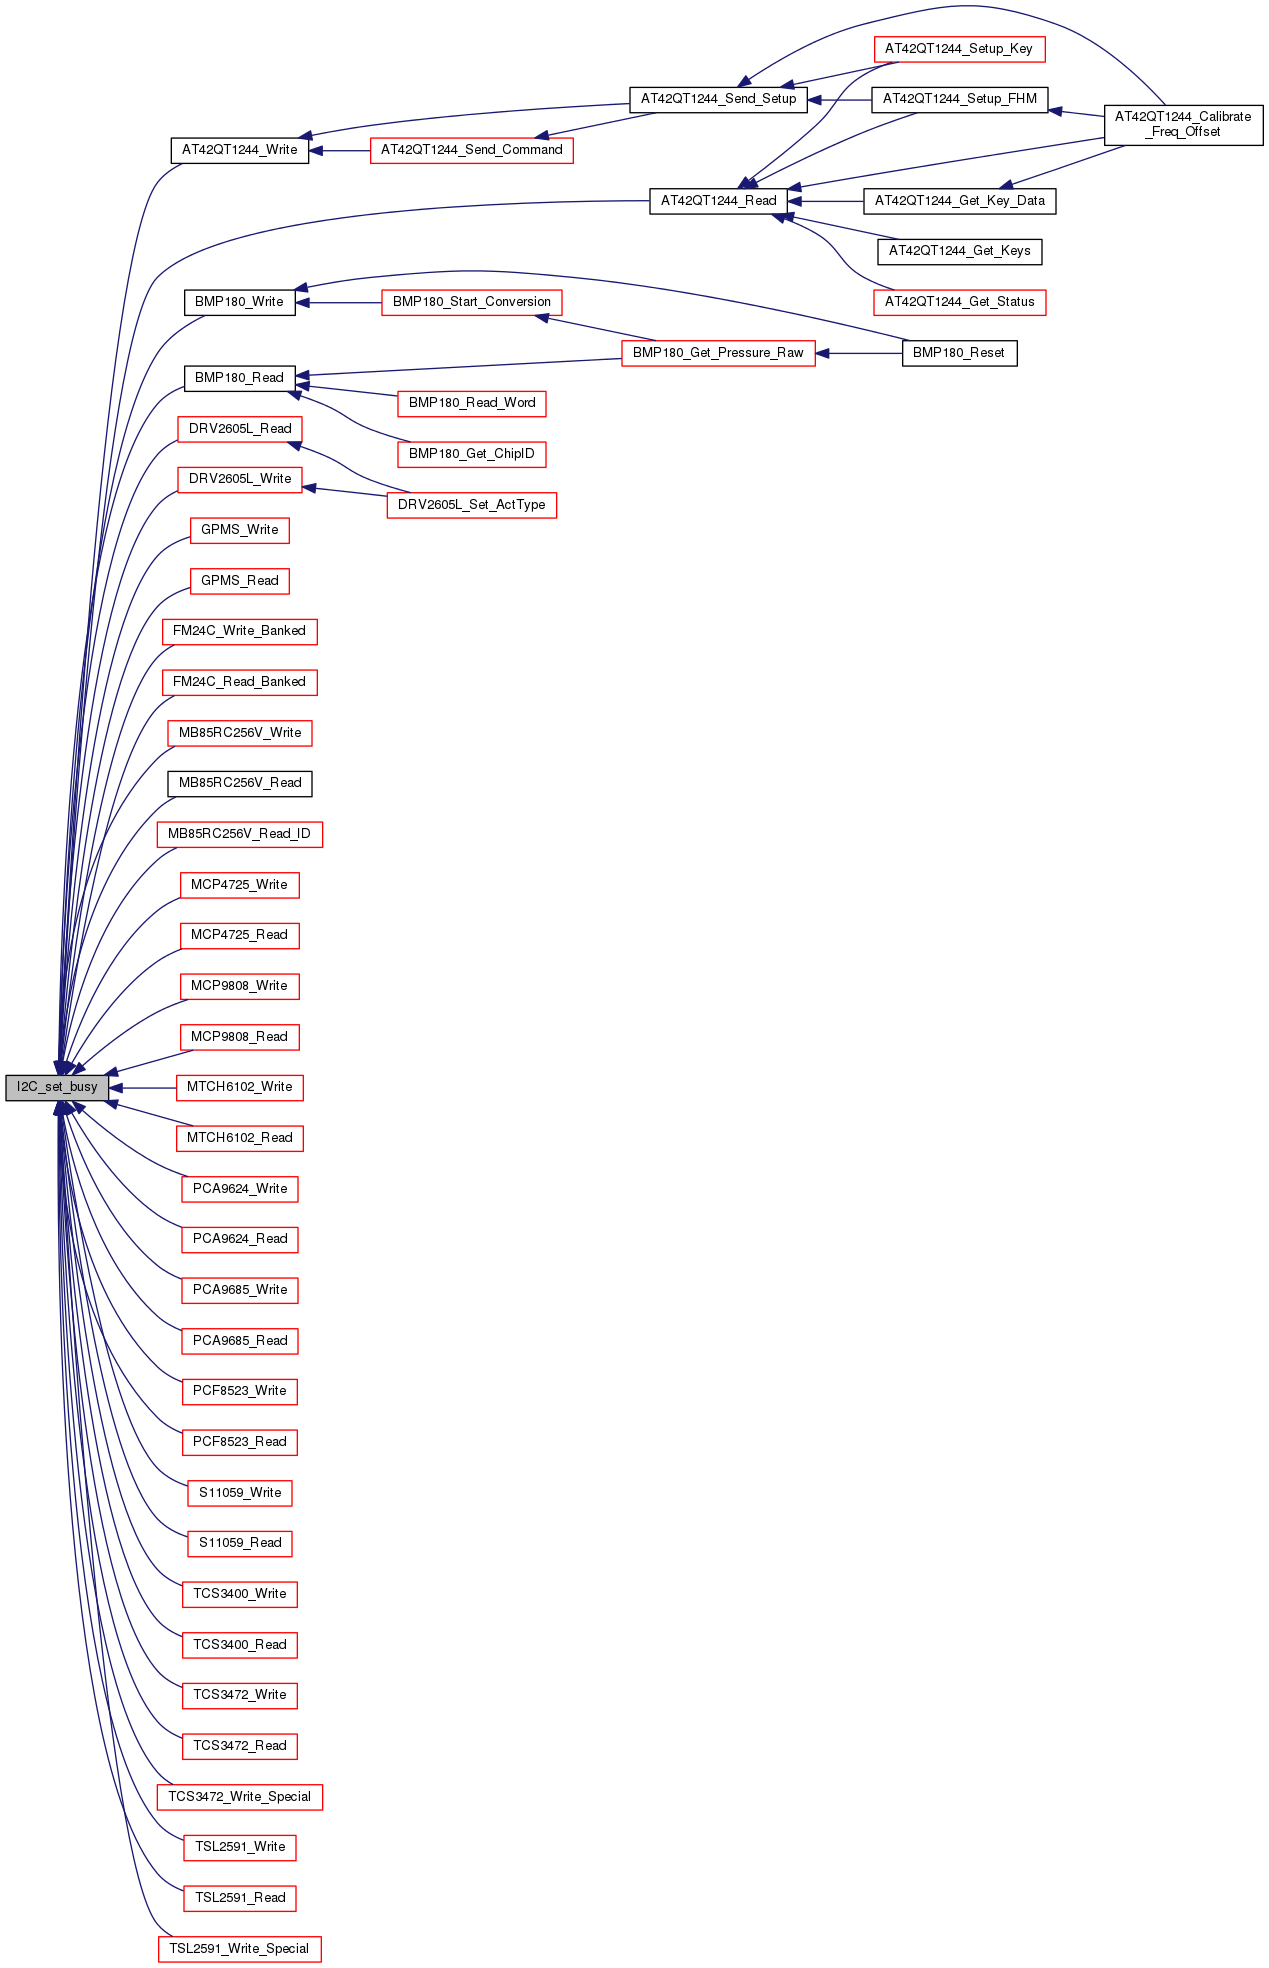 AT42QT1244_Setup_Key
AT42QT1244_Send_Setup
AT42QT1244_Setup_FHM
AT42QT1244_Calibrate
_Freq_Offset
AT42QT1244_Write
AT42QT1244_Send_Command
AT42QT1244_Read
AT42QT1244_Get_Key_Data
AT42QT1244_Get_Keys
BMP180_Write
BMP180_Start_Conversion
AT42QT1244_Get_Status
BMP180_Get_Pressure_Raw
BMP180_Reset
BMP180_Read
BMP180_Read_Word
DRV2605L_Read
BMP180_Get_ChipID
DRV2605L_Write
DRV2605L_Set_ActType
GPMS_Write
GPMS_Read
FM24C_Write_Banked
FM24C_Read_Banked
MB85RC256V_Write
MB85RC256V_Read
MB85RC256V_Read_ID
MCP4725_Write
MCP4725_Read
MCP9808_Write
MCP9808_Read
I2C_set_busy
MTCH6102_Write
MTCH6102_Read
PCA9624_Write
PCA9624_Read
PCA9685_Write
PCA9685_Read
PCF8523_Write
PCF8523_Read
S11059_Write
S11059_Read
TCS3400_Write
TCS3400_Read
TCS3472_Write
TCS3472_Read
TCS3472_Write_Special
TSL2591_Write
TSL2591_Read
TSL2591_Write_Special